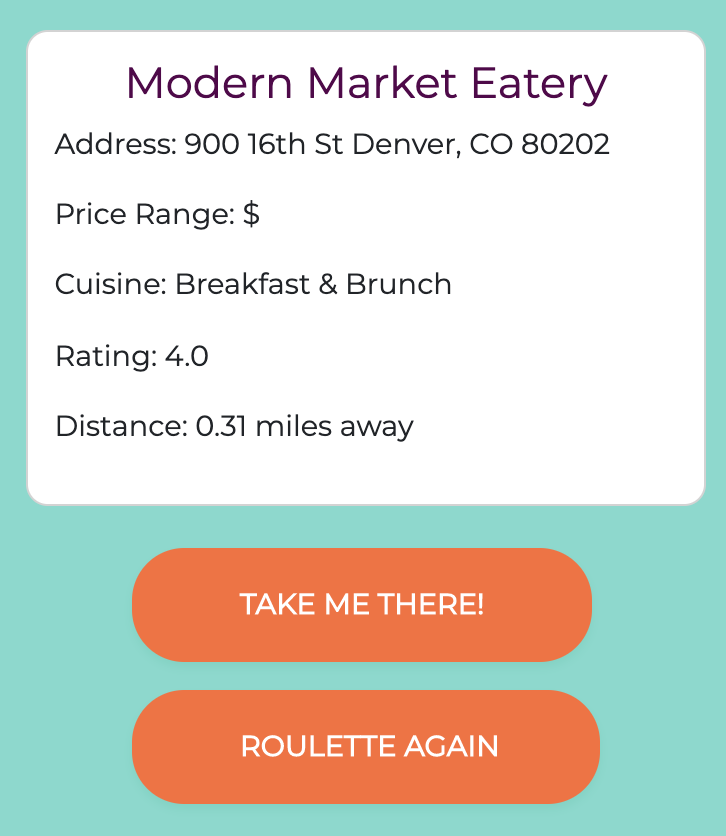 Modern Market Eatery
Address: 900 16th St Denver, CO 80202
Price Range: $
Cuisine: Breakfast & Brunch
Rating: 4.0
Distance: 0.31 miles away
TAKE ME THERE!
ROULETTE AGAIN